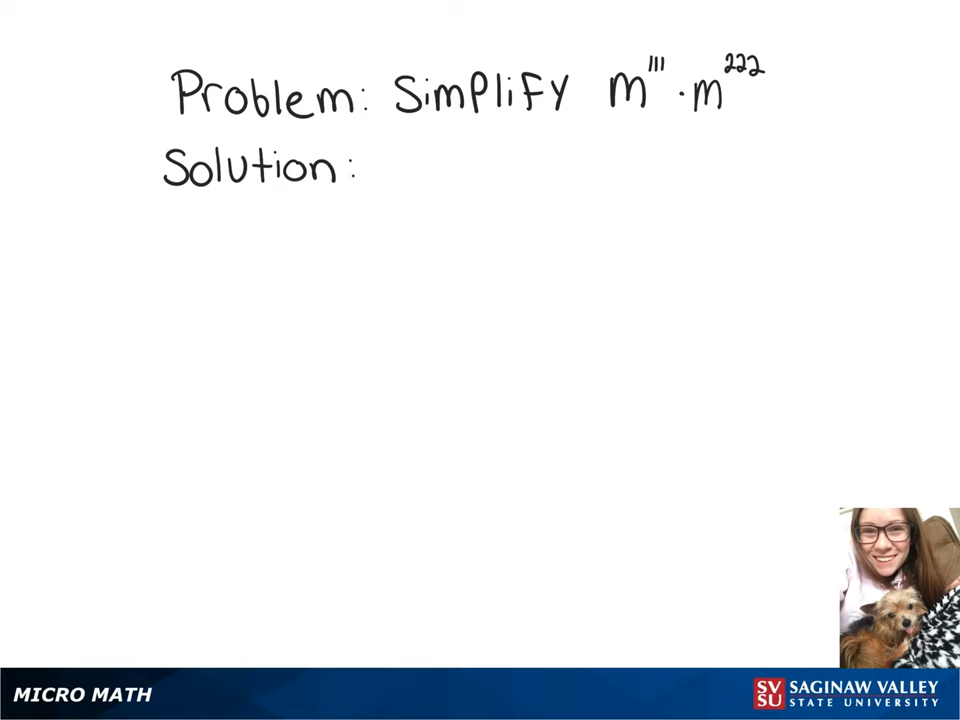 Problem: Simplify m¹¹¹ · m²²²
Solution:
MICRO MATH
SV SU SAGINAW VALLEY
STATE UNIVERSITY